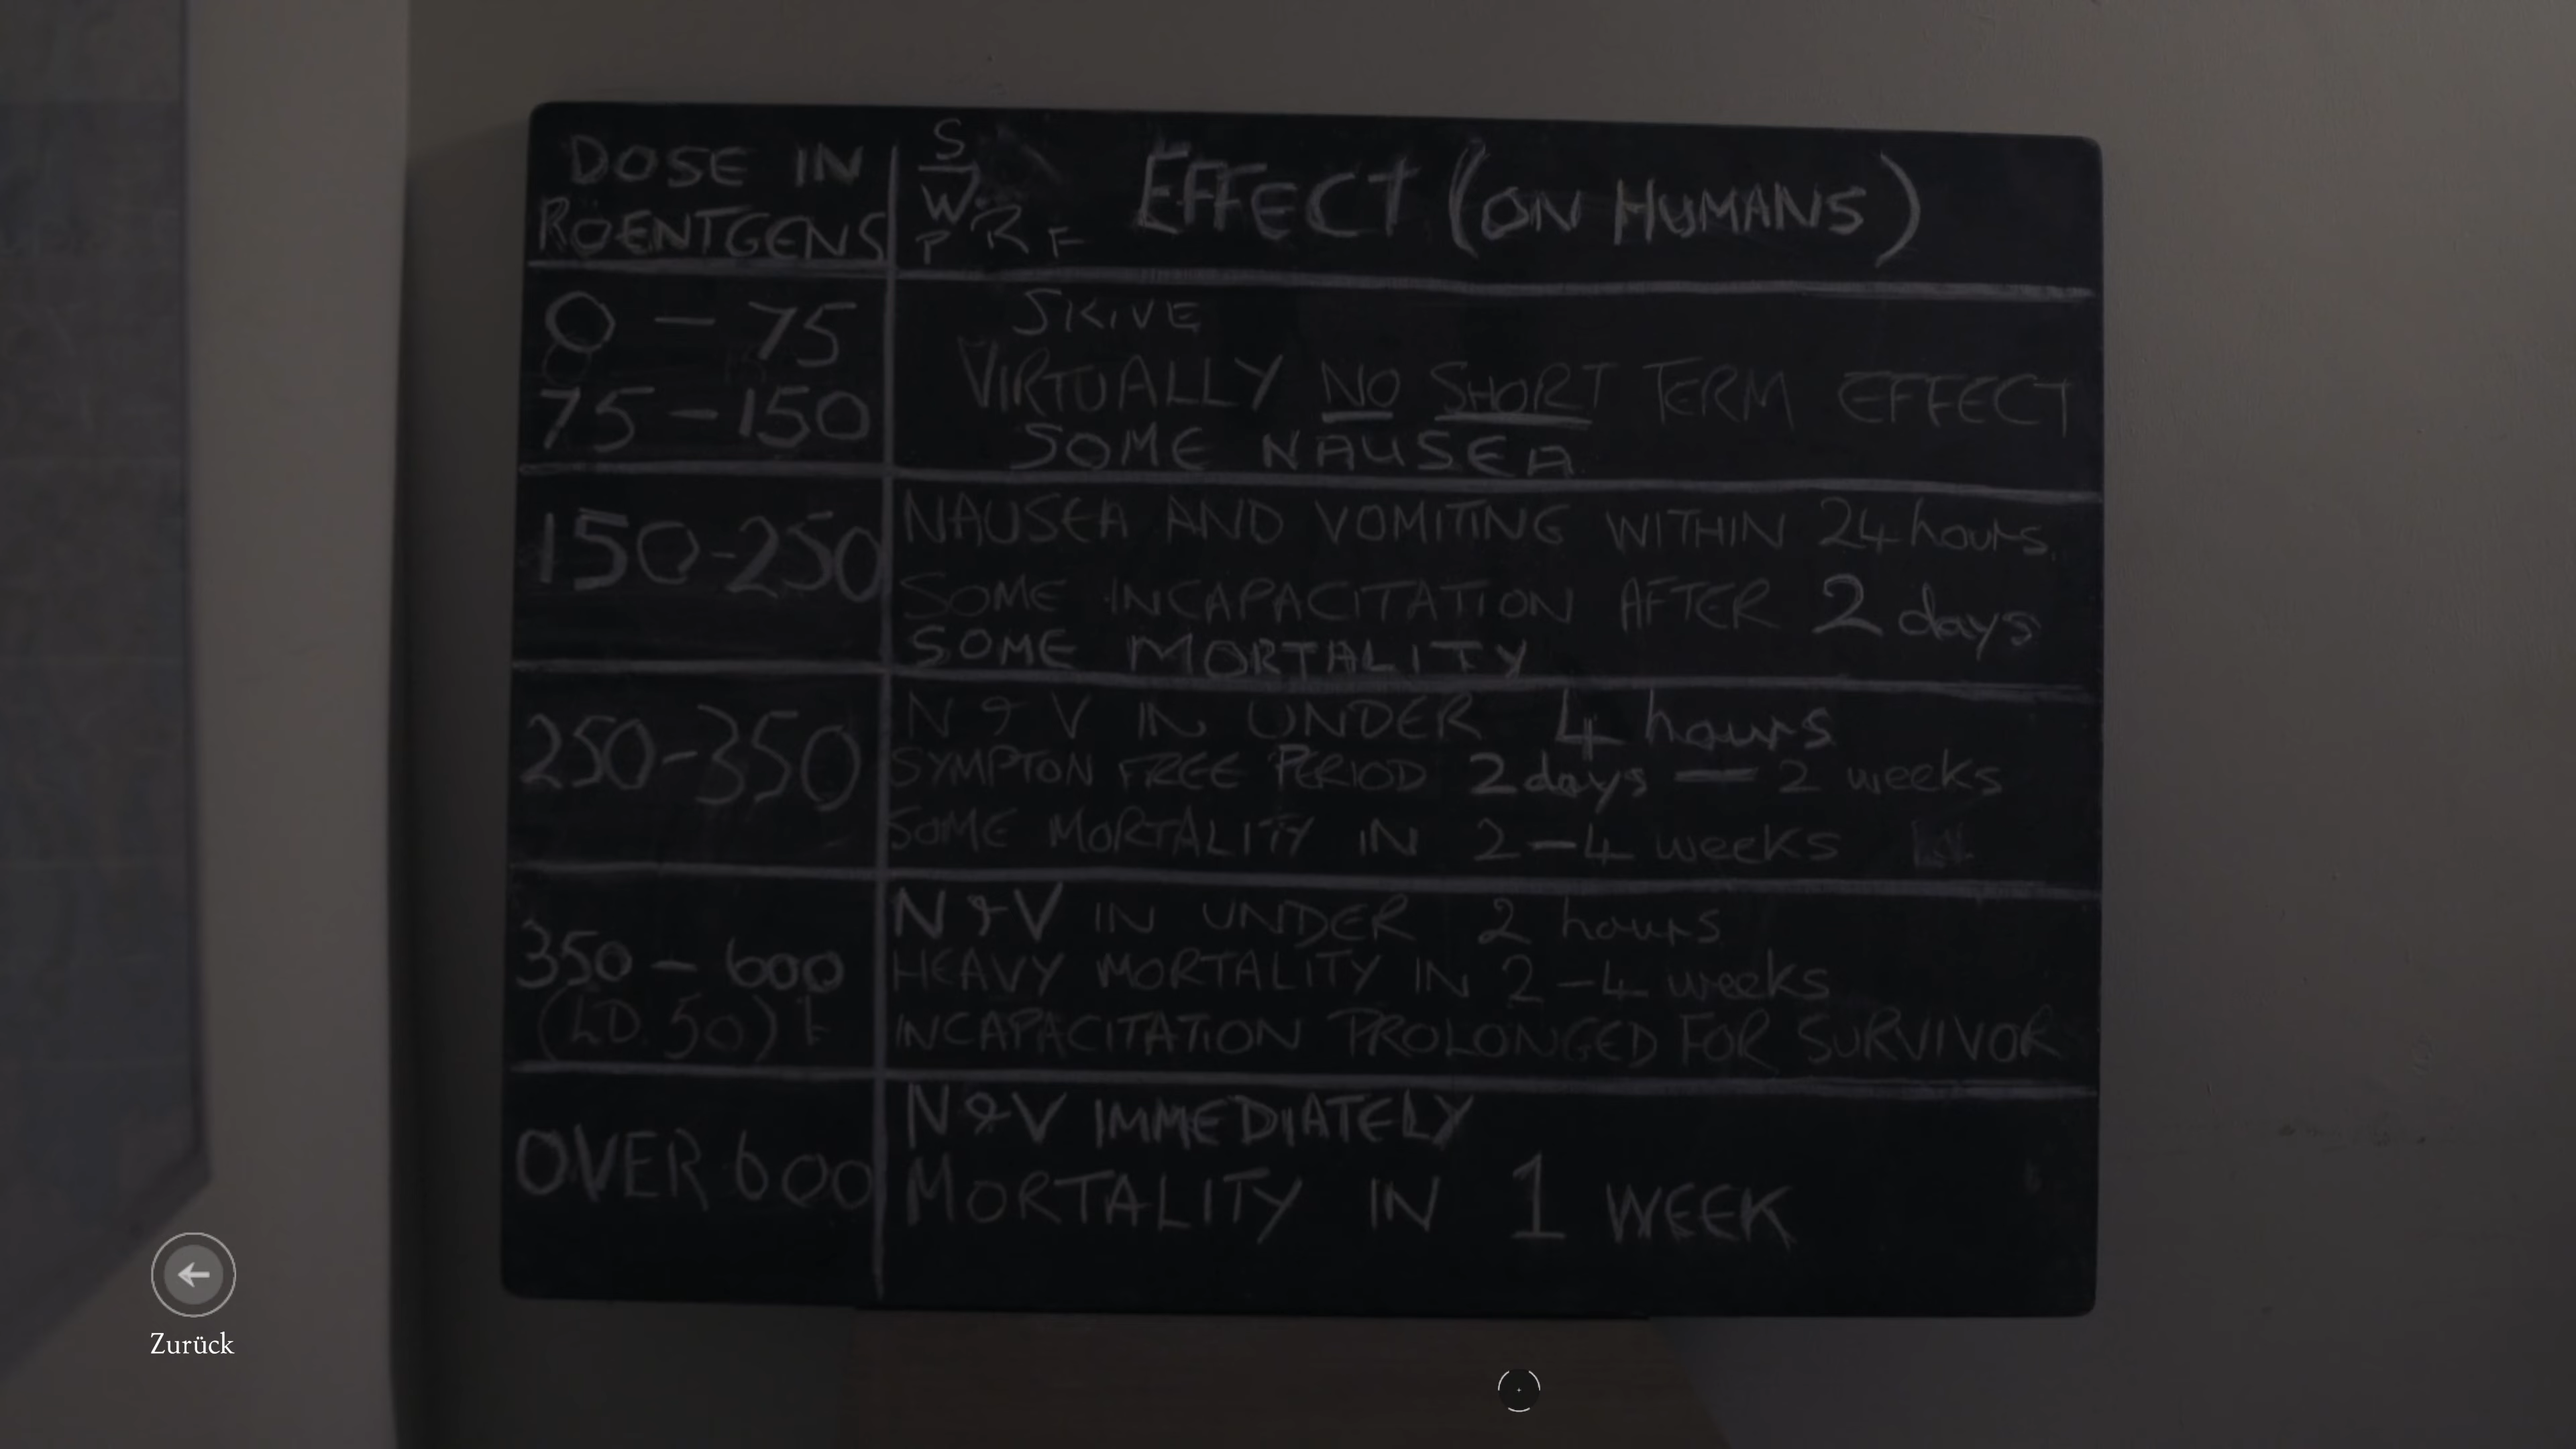 DOSE IN
ROENTGENS
S
W
P R F
EFFECT (ON HUMANS)
0 - 75
SKIVE
VIRTUALLY NO SHORT TERM EFFECT
75 - 150
SOME NAUSEA
150-250
NAUSEA AND VOMITING WITHIN 24 hours
SOME INCAPACITATION AFTER 2 days
SOME MORTALITY
250-350
N & V IN UNDER 4 hours
SYMPTON FREE PERIOD 2 days — 2 weeks
SOME MORTALITY IN 2-4 weeks
350 - 600
(LD. 50)
N & V IN UNDER 2 hours
HEAVY MORTALITY IN 2-4 weeks
INCAPACITATION PROLONGED FOR SURVIVOR
OVER 600
N & V IMMEDIATELY
MORTALITY IN 1 WEEK
Zurück